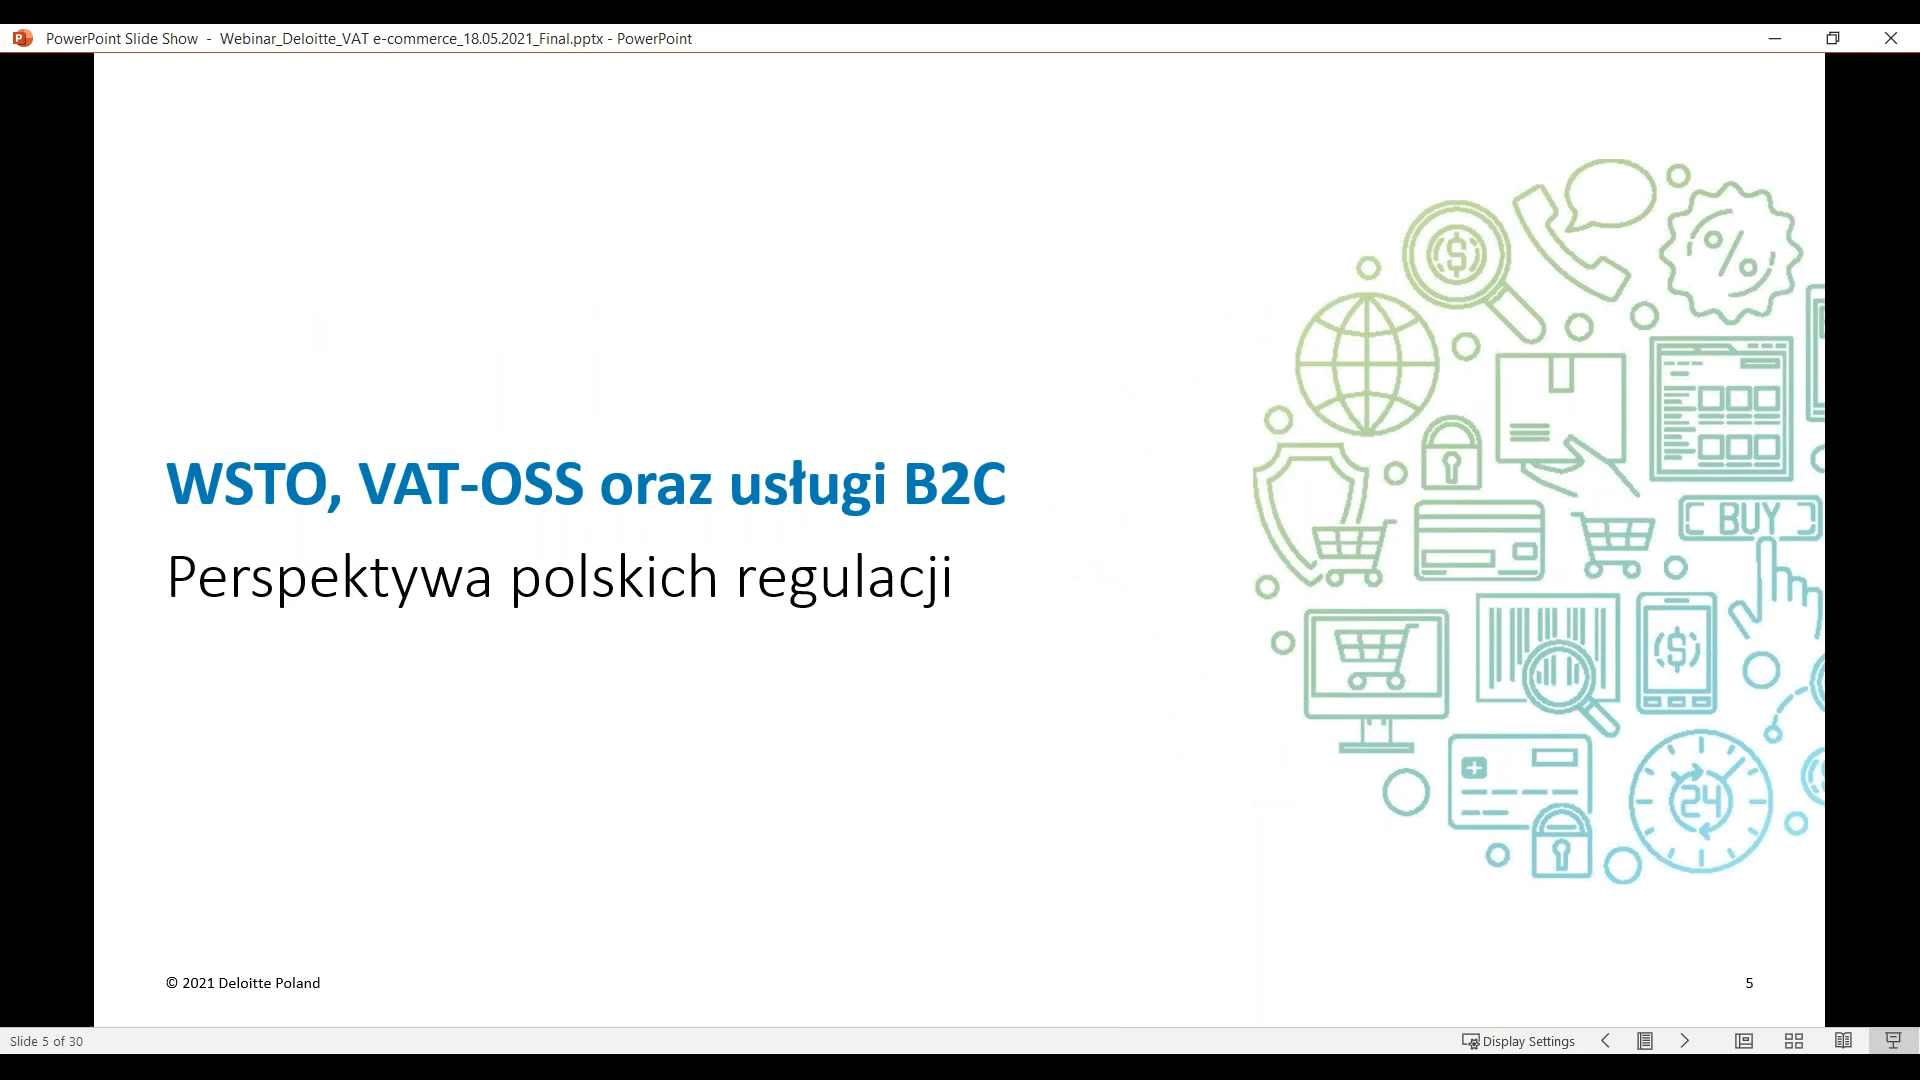 PowerPoint Slide Show - Webinar_Deloitte_VAT e-commerce_18.05.2021_Final.pptx - PowerPoint
WSTO, VAT-OSS oraz usługi B2C
Perspektywa polskich regulacji
BUY
24
© 2021 Deloitte Poland
5
Slide 5 of 30
Display Settings